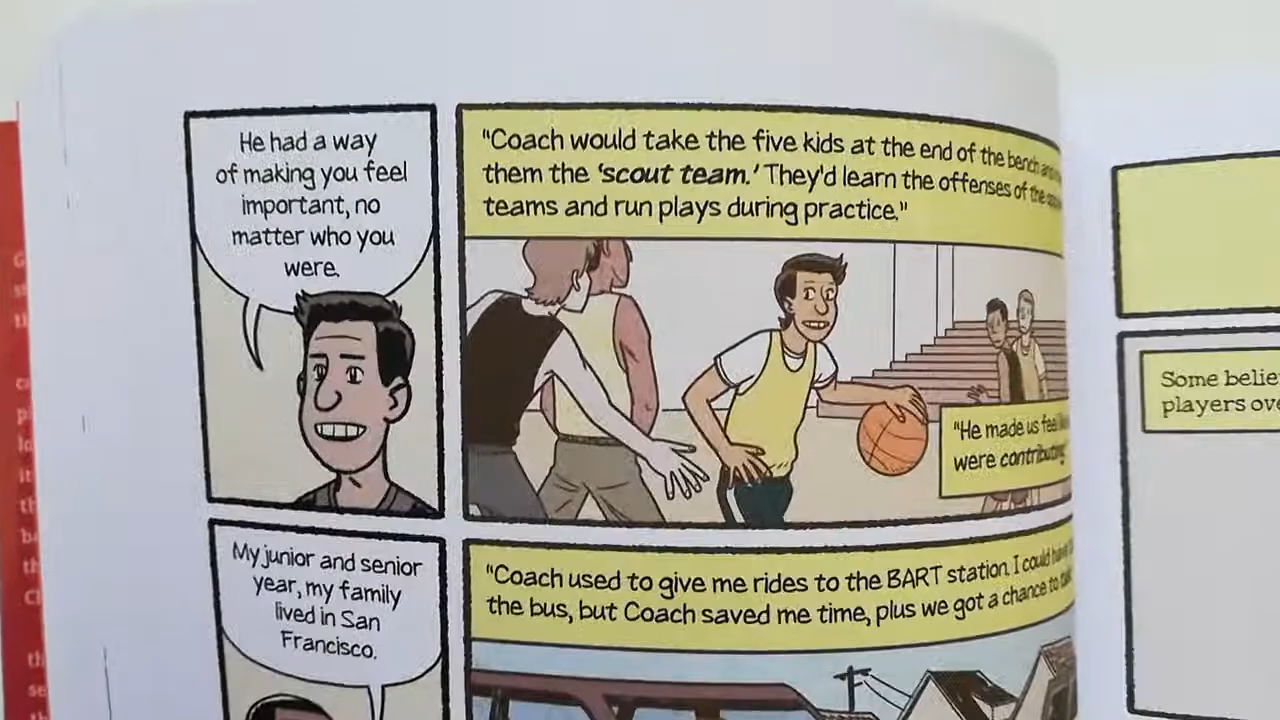 He had a way
of making you feel
important, no
matter who you
were.
"Coach would take the five kids at the end of the bench
them the 'scout team.' They'd learn the offenses of the
teams and run plays during practice."
"He made us feel
were contributing
My junior and senior
year, my family
lived in San
Francisco.
"Coach used to give me rides to the BART station. I could
the bus, but Coach saved me time, plus we got a chance to
Some
players